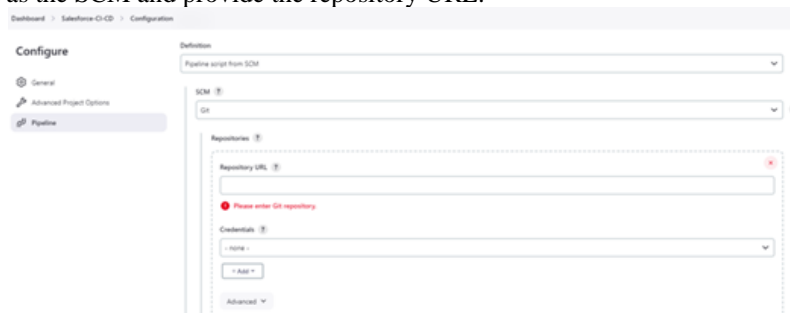 as the SCM and provide the repository URL.
Dashboard > Salesforce-CI-CD > Configuration
Configure
General
Advanced Project Options
Pipeline
Definition
Pipeline script from SCM
SCM ?
Git
Repositories ?
Repository URL ?
Please enter Git repository.
Credentials ?
- none -
+ Add
Advanced